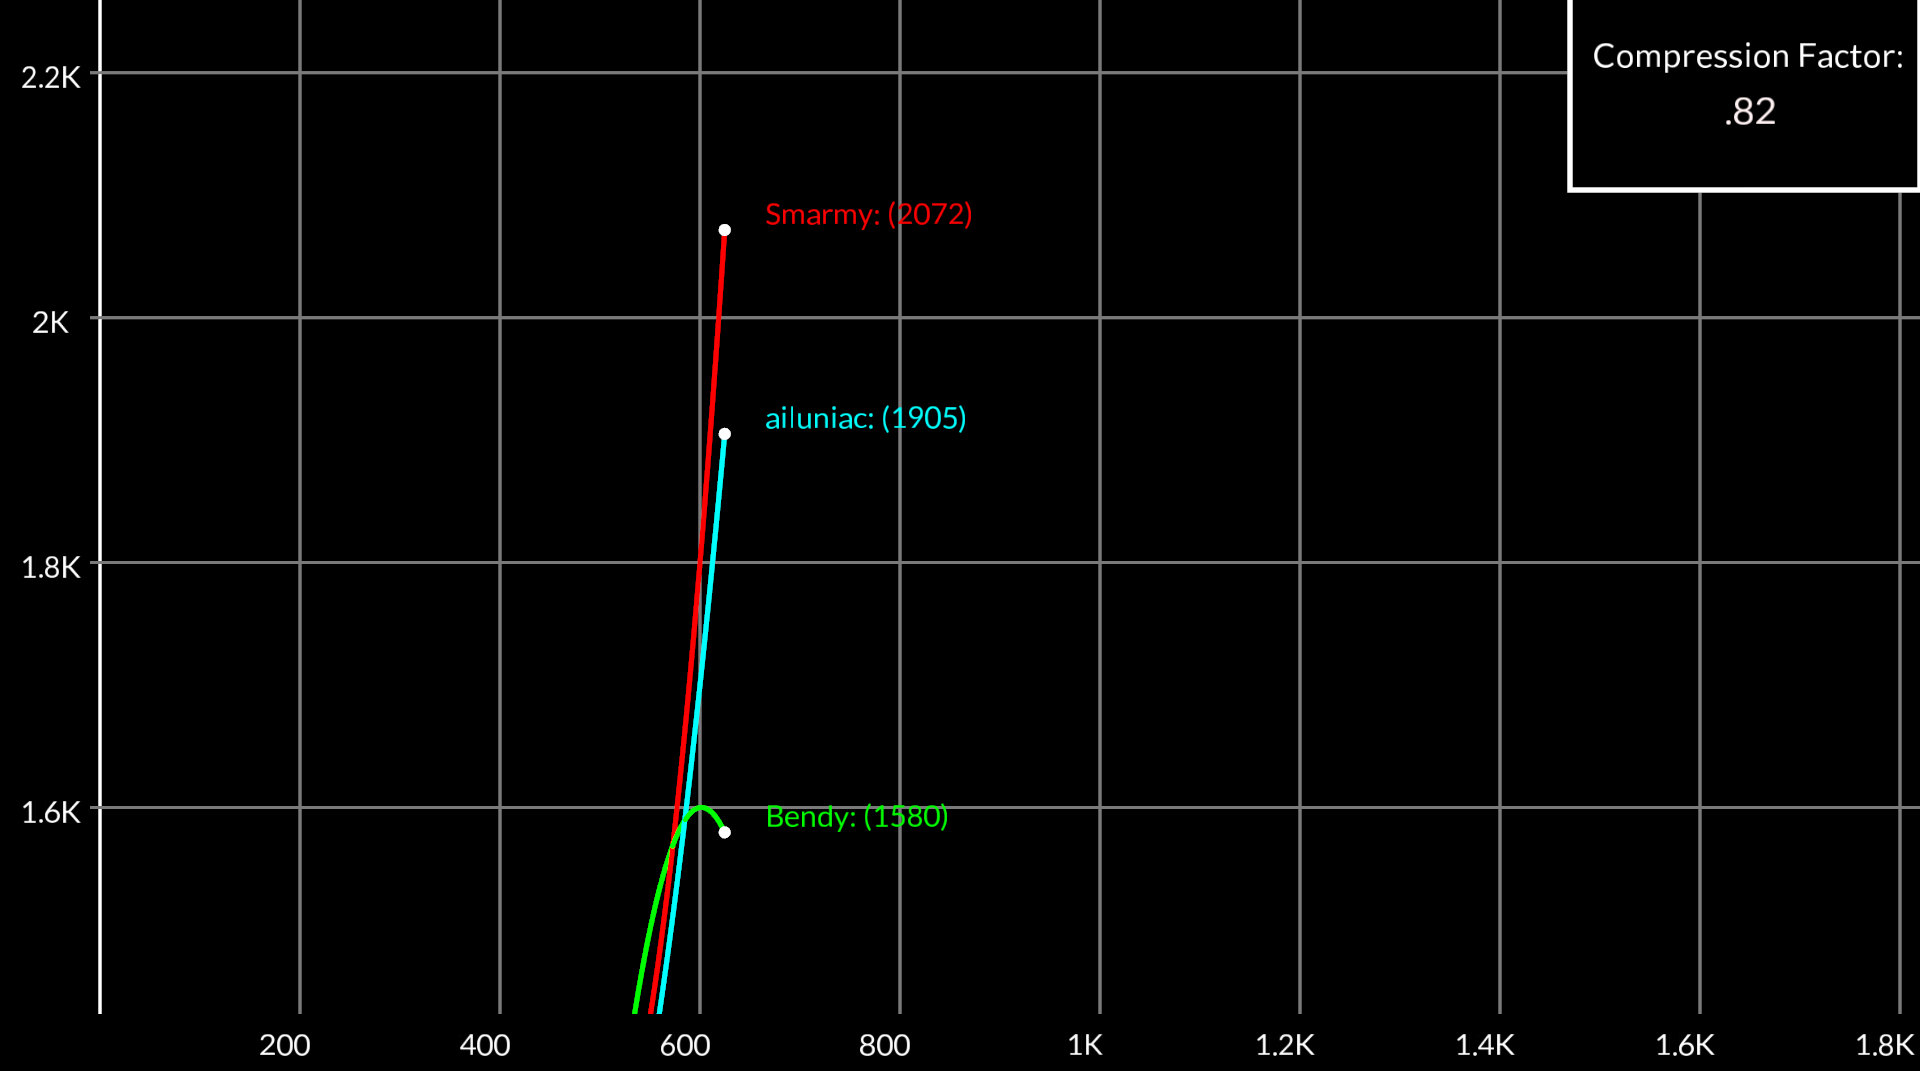 Compression Factor:
.82
2.2K
Smarmy: (2072)
2K
ailuniac: (1905)
1.8K
1.6K
Bendy: (1580)
200 400 600 800 1K 1.2K 1.4K 1.6K 1.8K